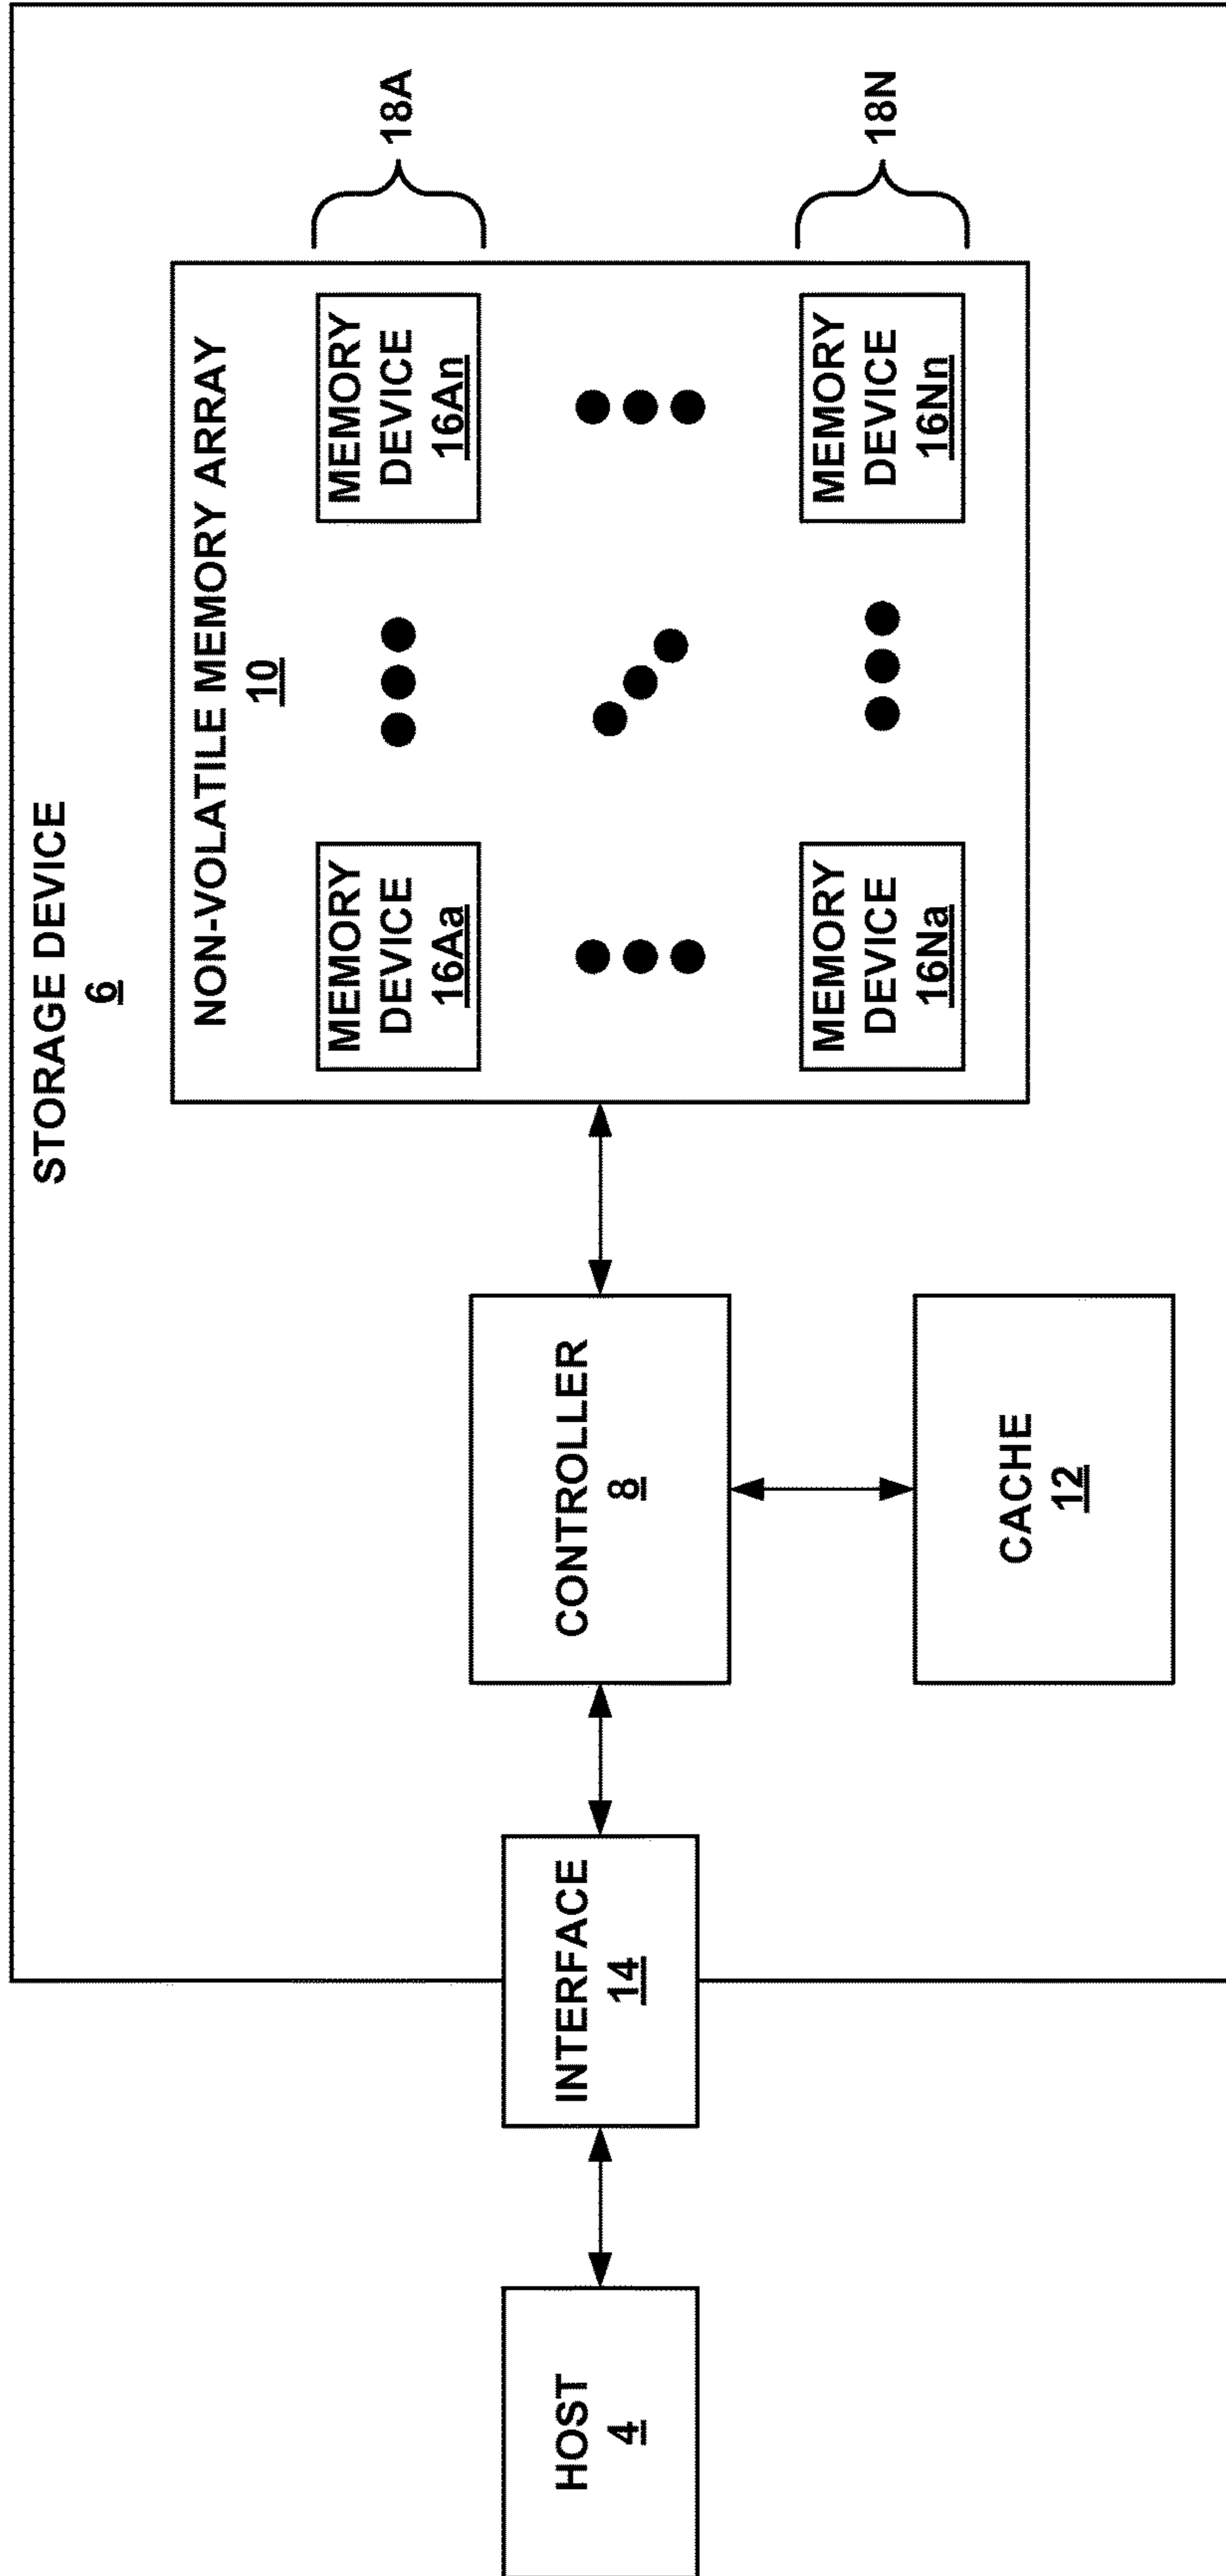 STORAGE DEVICE
6
NON-VOLATILE MEMORY ARRAY
10
MEMORY
DEVICE
16Aa
MEMORY
DEVICE
16An
18A
MEMORY
DEVICE
16Na
MEMORY
DEVICE
16Nn
18N
HOST
4
INTERFACE
14
CONTROLLER
8
CACHE
12